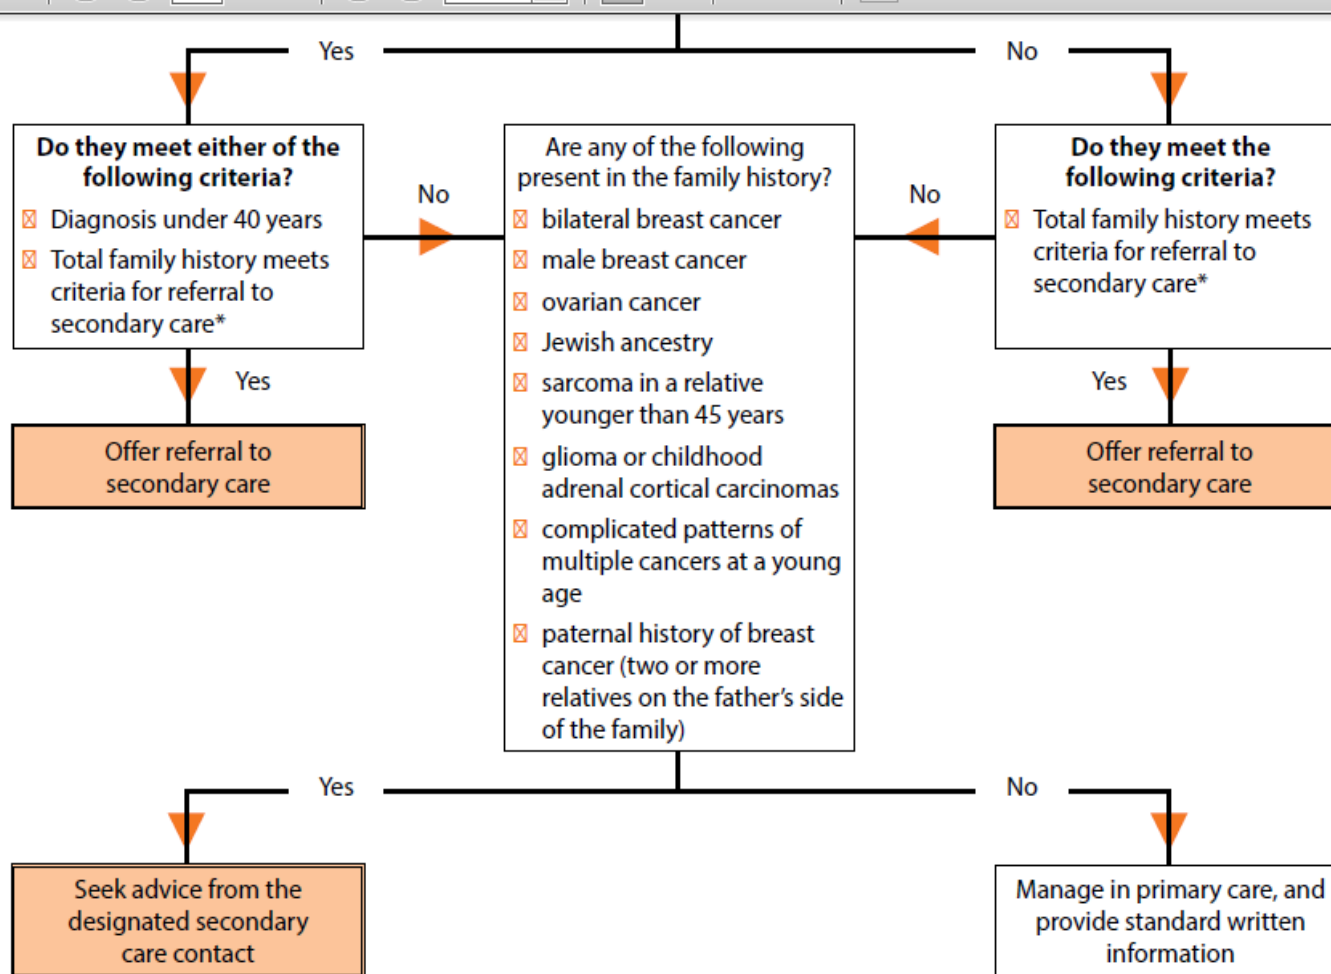 Yes
No
Do they meet either of the
following criteria?
Diagnosis under 40 years
Total family history meets
criteria for referral to
secondary care*
No
Are any of the following
present in the family history?
bilateral breast cancer
male breast cancer
ovarian cancer
Jewish ancestry
sarcoma in a relative
younger than 45 years
glioma or childhood
adrenal cortical carcinomas
complicated patterns of
multiple cancers at a young
age
paternal history of breast
cancer (two or more
relatives on the father’s side
of the family)
No
Do they meet the
following criteria?
Total family history meets
criteria for referral to
secondary care*
Yes
Offer referral to
secondary care
Yes
Offer referral to
secondary care
Yes
No
Seek advice from the
designated secondary
care contact
Manage in primary care, and
provide standard written
information